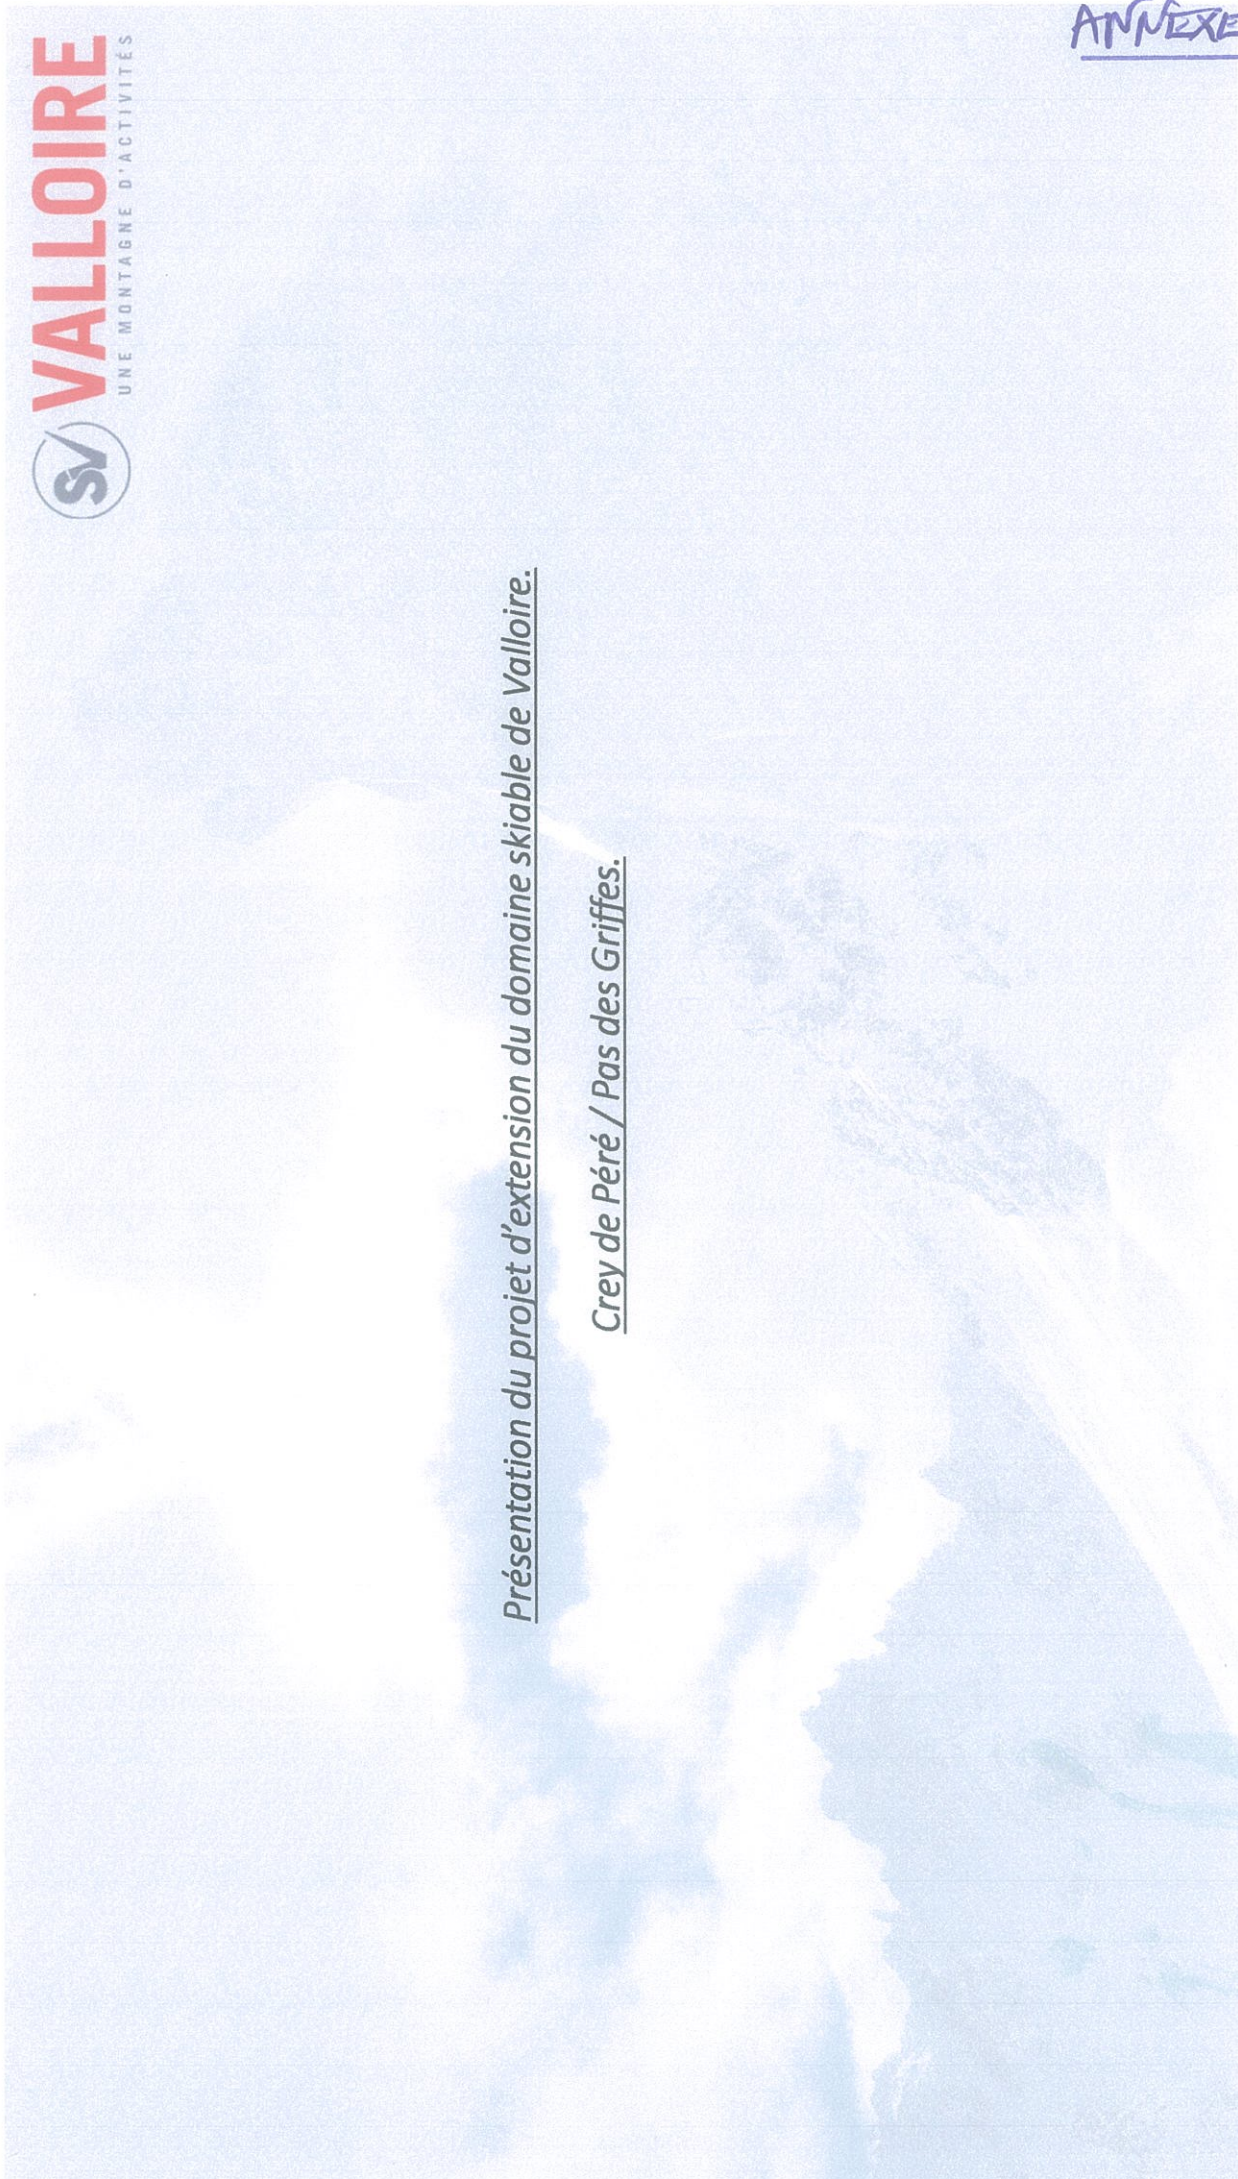 ANNEXE
SV VALLOIRE
UNE MONTAGNE D'ACTIVITÉS
Présentation du projet d'extension du domaine skiable de Valloire.
Crey de Péré / Pas des Griffes.